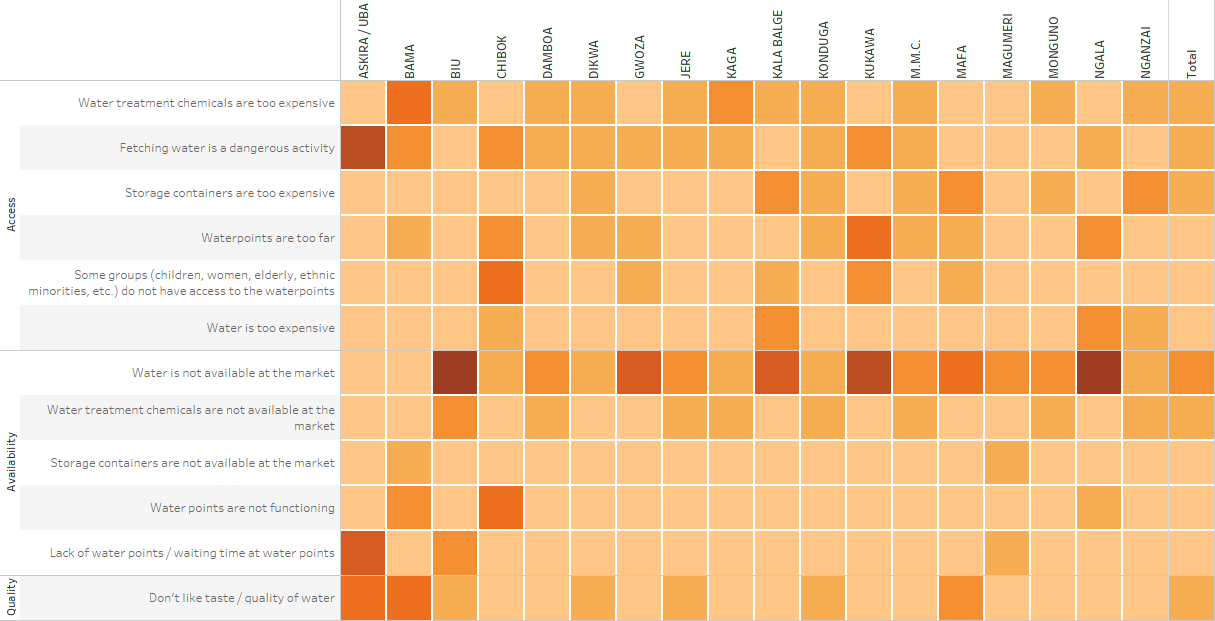 ASKIRA / UBA
BAMA
BIU
CHIBOK
DAMBOA
DIKWA
GWOZA
JERE
KAGA
KALA BALGE
KONDUGA
KUKAWA
M.M.C.
MAFA
MAGUMERI
MONGUNO
NGALA
NGANZAI
Total
Access
Water treatment chemicals are too expensive
Fetching water is a dangerous activity
Storage containers are too expensive
Waterpoints are too far
Some groups (children, women, elderly, ethnic
minorities, etc.) do not have access to the waterpoints
Water is too expensive
Availability
Water is not available at the market
Water treatment chemicals are not available at the
market
Storage containers are not available at the market
Water points are not functioning
Lack of water points / waiting time at water points
Quality
Don't like taste / quality of water